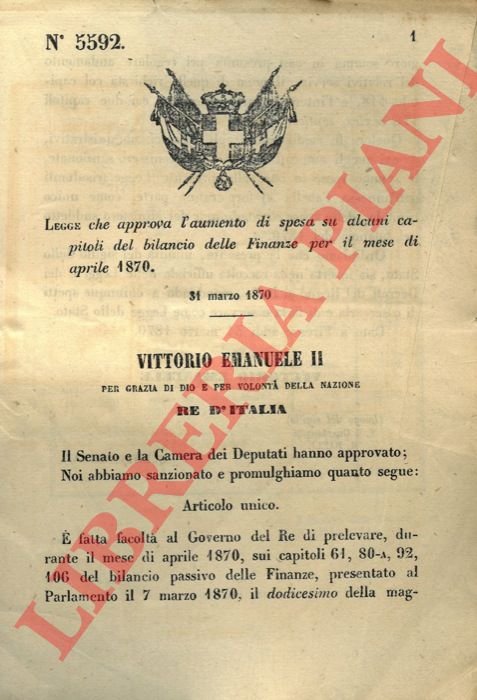 N° 5592.
1
LEGGE che approva l'aumento di spesa su alcuni ca-
pitoli del bilancio delle Finanze per il mese di
aprile 1870.
31 marzo 1870
VITTORIO EMANUELE II
PER GRAZIA DI DIO E PER VOLONTÀ DELLA NAZIONE
RE D'ITALIA
Il Senato e la Camera dei Deputati hanno approvato;
Noi abbiamo sanzionato e promulghiamo quanto segue:
Articolo unico.
È fatta facoltà al Governo del Re di prelevare, du-
rante il mese di aprile 1870, sui capitoli 61, 80-A, 92,
106 del bilancio passivo delle Finanze, presentato al
Parlamento il 7 marzo 1870, il dodicesimo della mag-
LIBRERIA PIANI